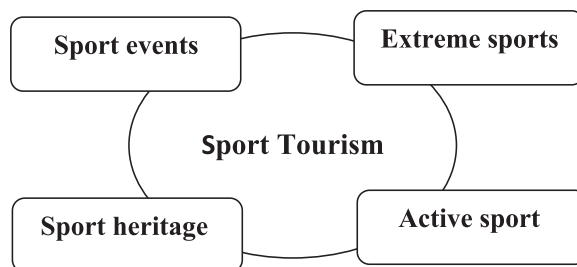 Sport events
Extreme sports
Sport Tourism
Sport heritage
Active sport